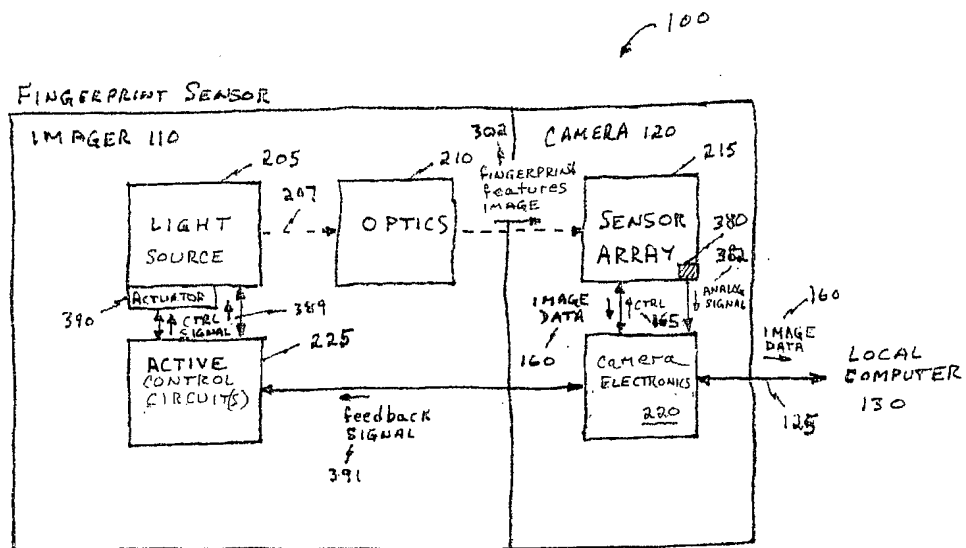 100
FINGERPRINT SENSOR
IMAGER 110
CAMERA 120
205
207
210
302
FINGERPRINT
features
IMAGE
215
LIGHT
SOURCE
OPTICS
SENSOR
ARRAY
380
382
ANALOG
SIGNAL
ACTUATOR
390
CTRL
SIGNAL
389
IMAGE
DATA
160
CTRL
165
160
IMAGE
DATA
225
ACTIVE
CONTROL
CIRCUIT(S)
feedback
SIGNAL
391
camera
ELECTRONICS
220
125
LOCAL
COMPUTER
130